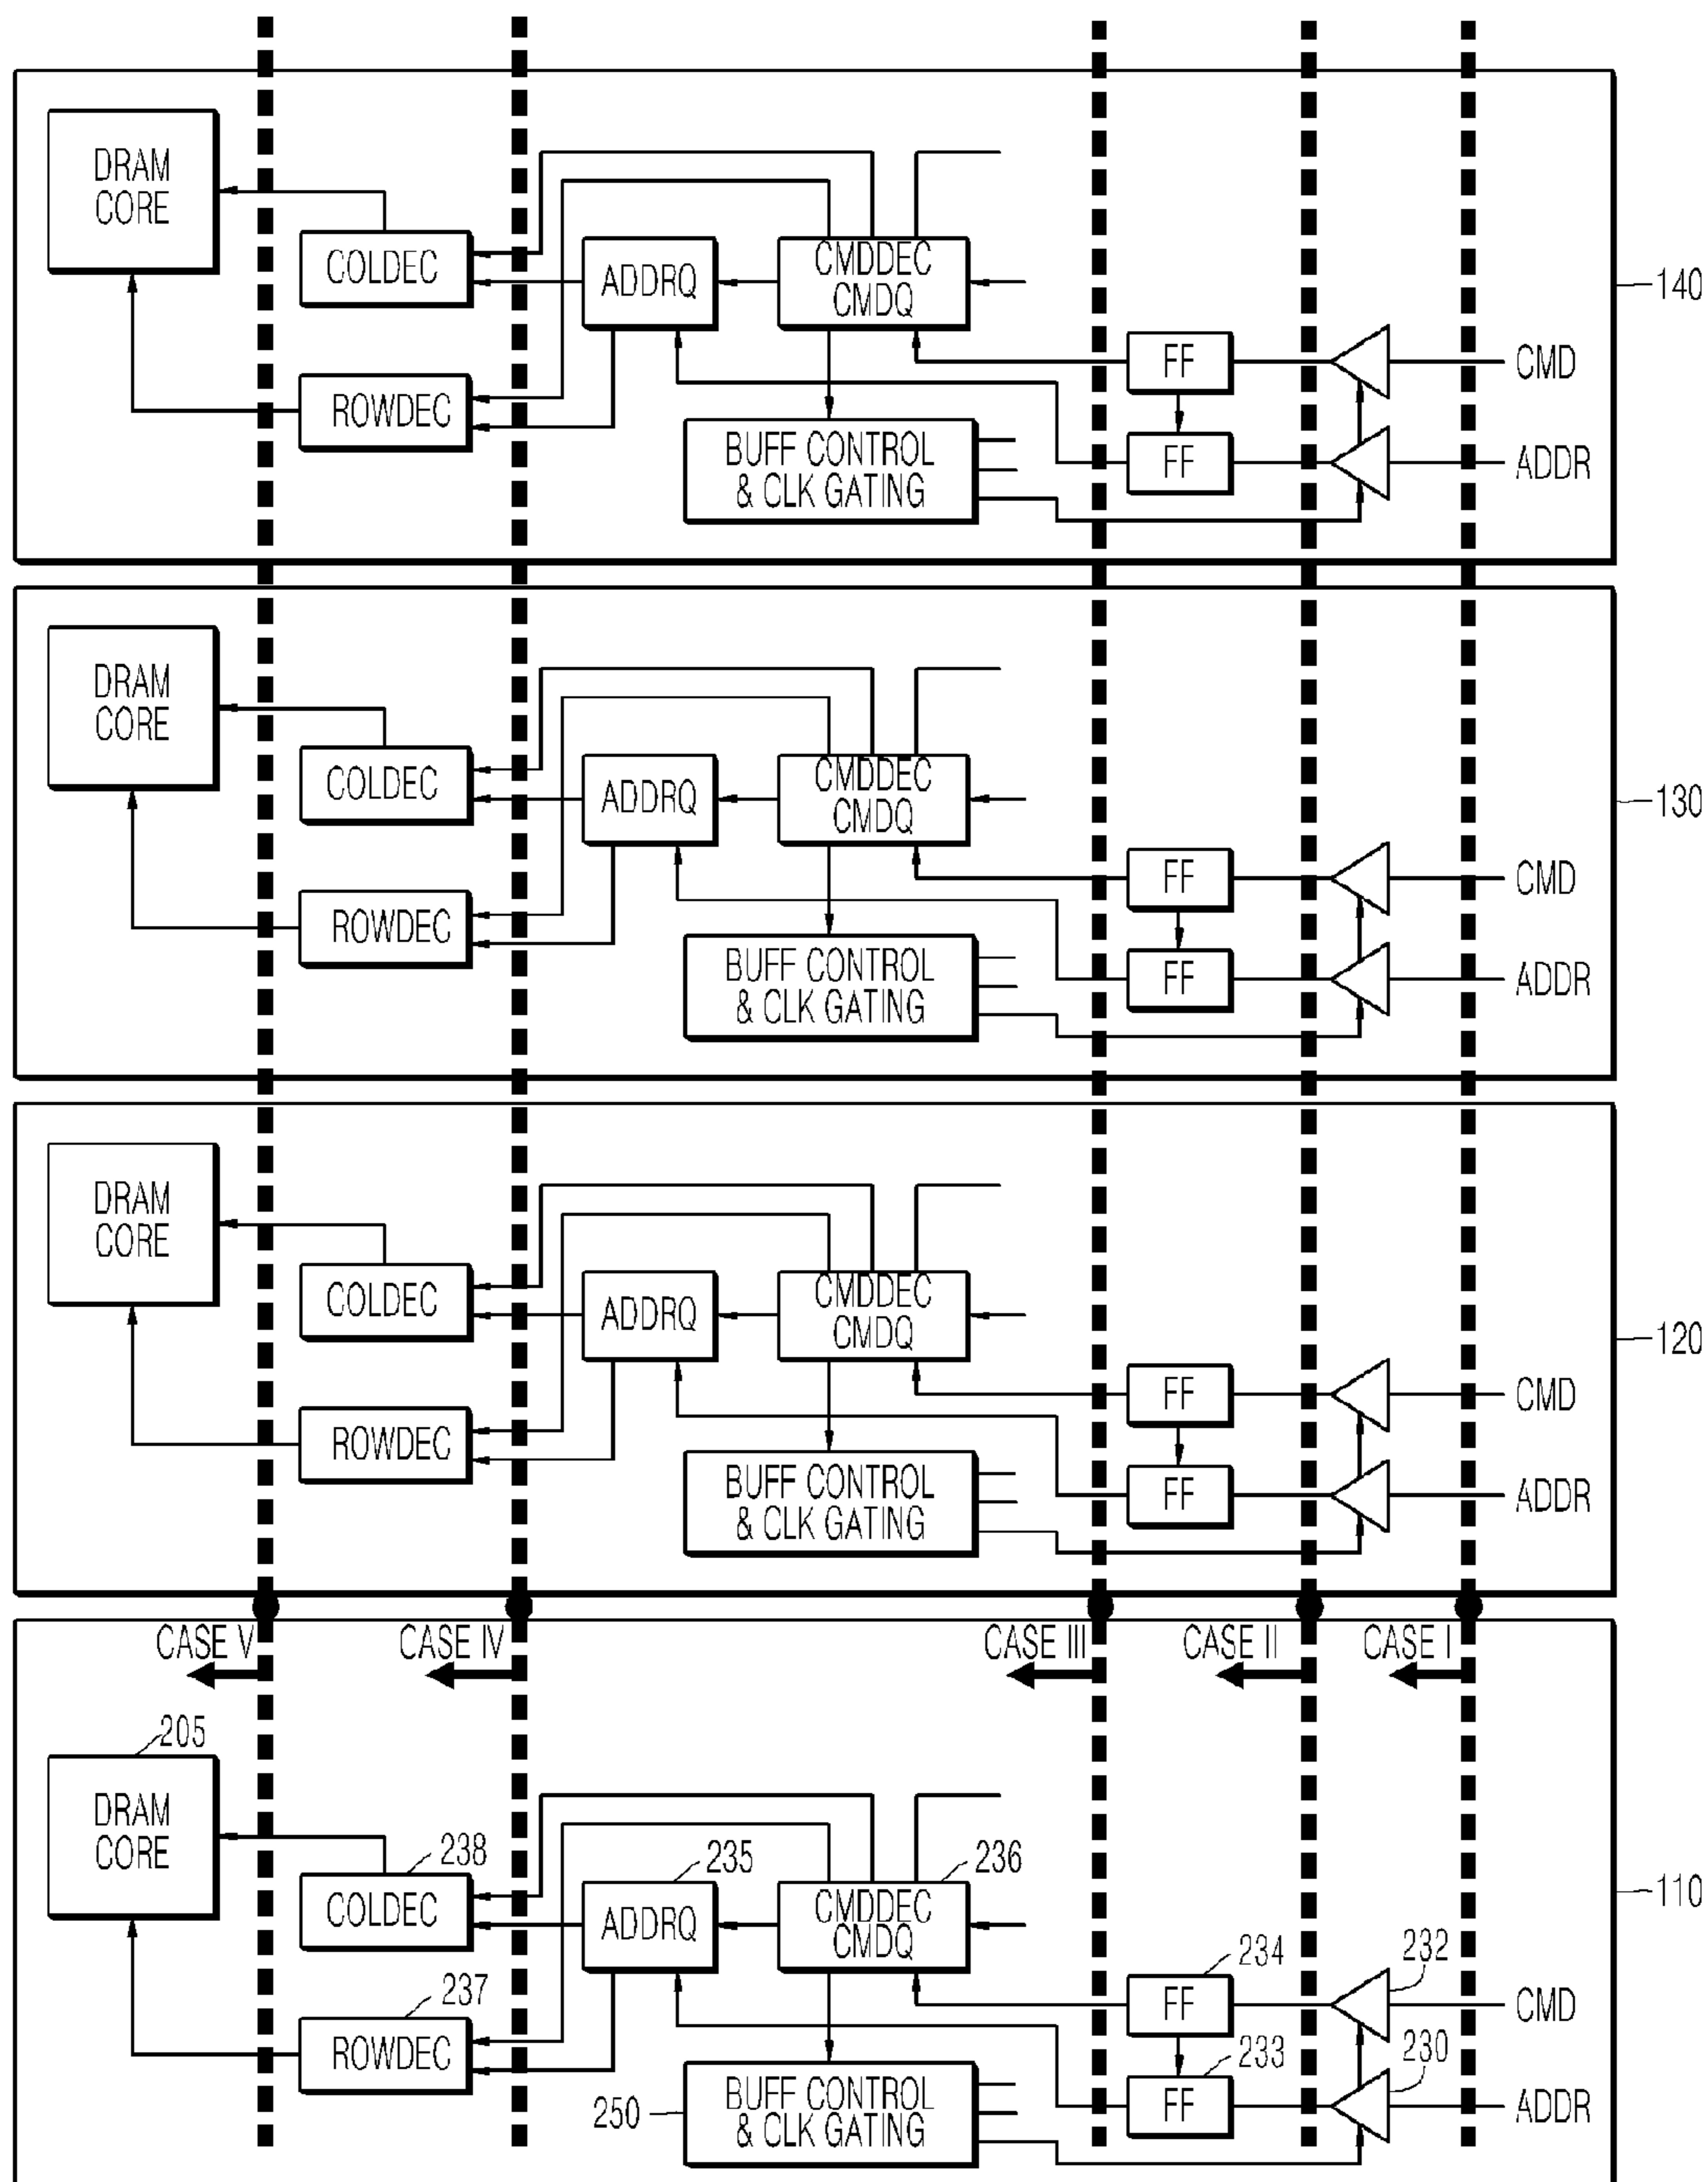 DRAM
CORE
COLDEC
ADDRQ
CMDDEC
CMDQ
140
FF
CMD
ROWDEC
BUFF CONTROL
& CLK GATING
FF
ADDR
DRAM
CORE
COLDEC
ADDRQ
CMDDEC
CMDQ
130
FF
CMD
ROWDEC
BUFF CONTROL
& CLK GATING
FF
ADDR
DRAM
CORE
COLDEC
ADDRQ
CMDDEC
CMDQ
120
FF
CMD
ROWDEC
BUFF CONTROL
& CLK GATING
FF
ADDR
CASE V
CASE IV
CASE III
CASE II
CASE I
205
DRAM
CORE
238
235
236
COLDEC
ADDRQ
CMDDEC
CMDQ
110
234
232
237
FF
CMD
ROWDEC
233
230
250
BUFF CONTROL
& CLK GATING
FF
ADDR